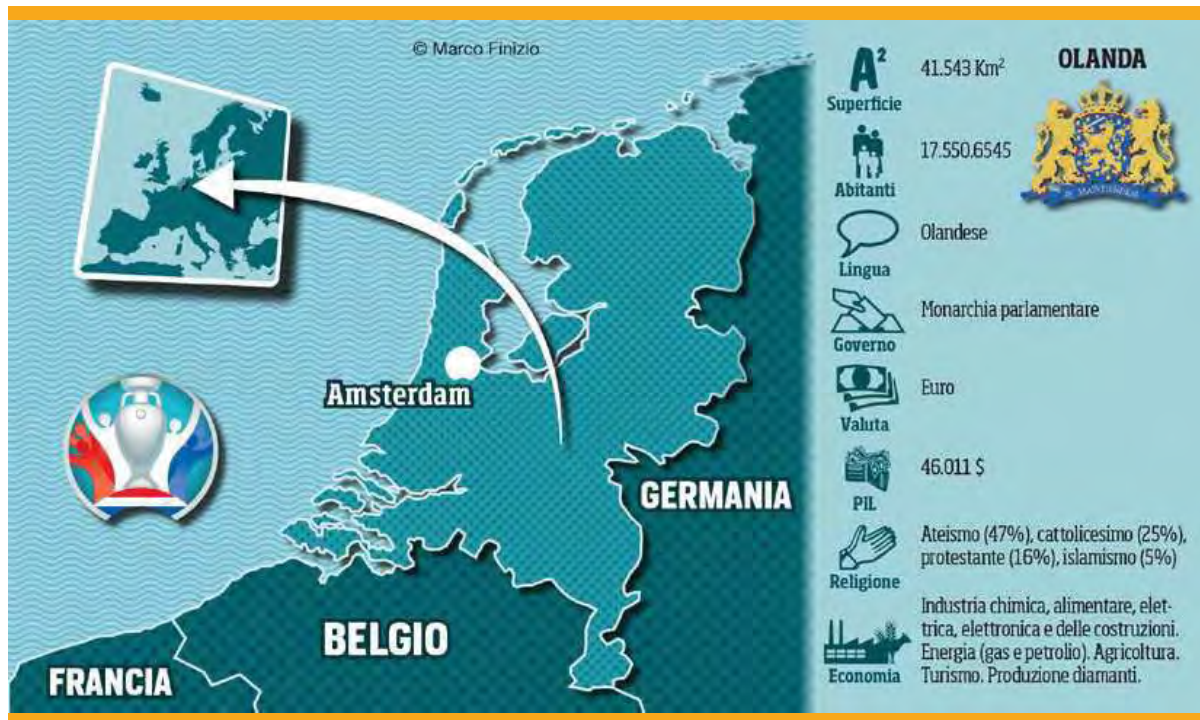 © Marco Finizio
Amsterdam
GERMANIA
BELGIO
FRANCIA
OLANDA
A²
Superficie
41.543 Km²
Abitanti
17.550.6545
Lingua
Olandese
Governo
Monarchia parlamentare
Valuta
Euro
PIL
46.011 $
Religione
Ateismo (47%), cattolicesimo (25%),
protestante (16%), islamismo (5%)
Economia
Industria chimica, alimentare, elet-
trica, elettronica e delle costruzioni.
Energia (gas e petrolio). Agricoltura.
Turismo. Produzione diamanti.